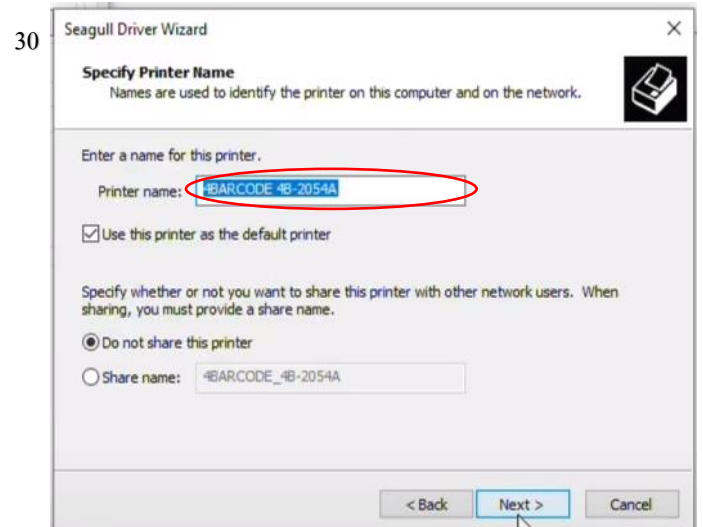 30
Seagull Driver Wizard
Specify Printer Name
Names are used to identify the printer on this computer and on the network.
Enter a name for this printer.
Printer name: 4BARCODE 4B-2054A
Use this printer as the default printer
Specify whether or not you want to share this printer with other network users. When
sharing, you must provide a share name.
Do not share this printer
Share name: 4BARCODE_4B-2054A
< Back Next > Cancel